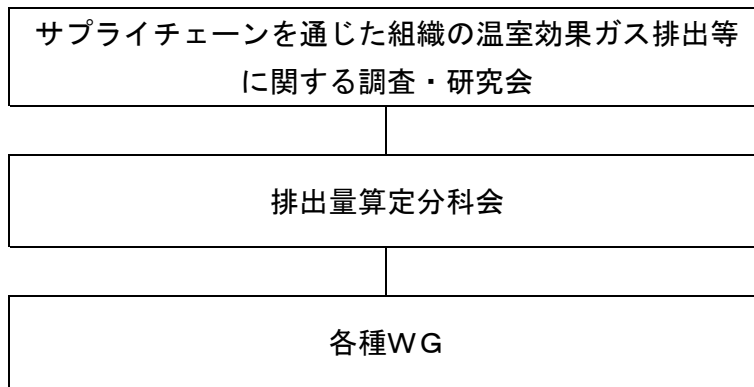 サプライチェーンを通じた組織の温室効果ガス排出等
に関する調査・研究会
排出量算定分科会
各種ＷＧ